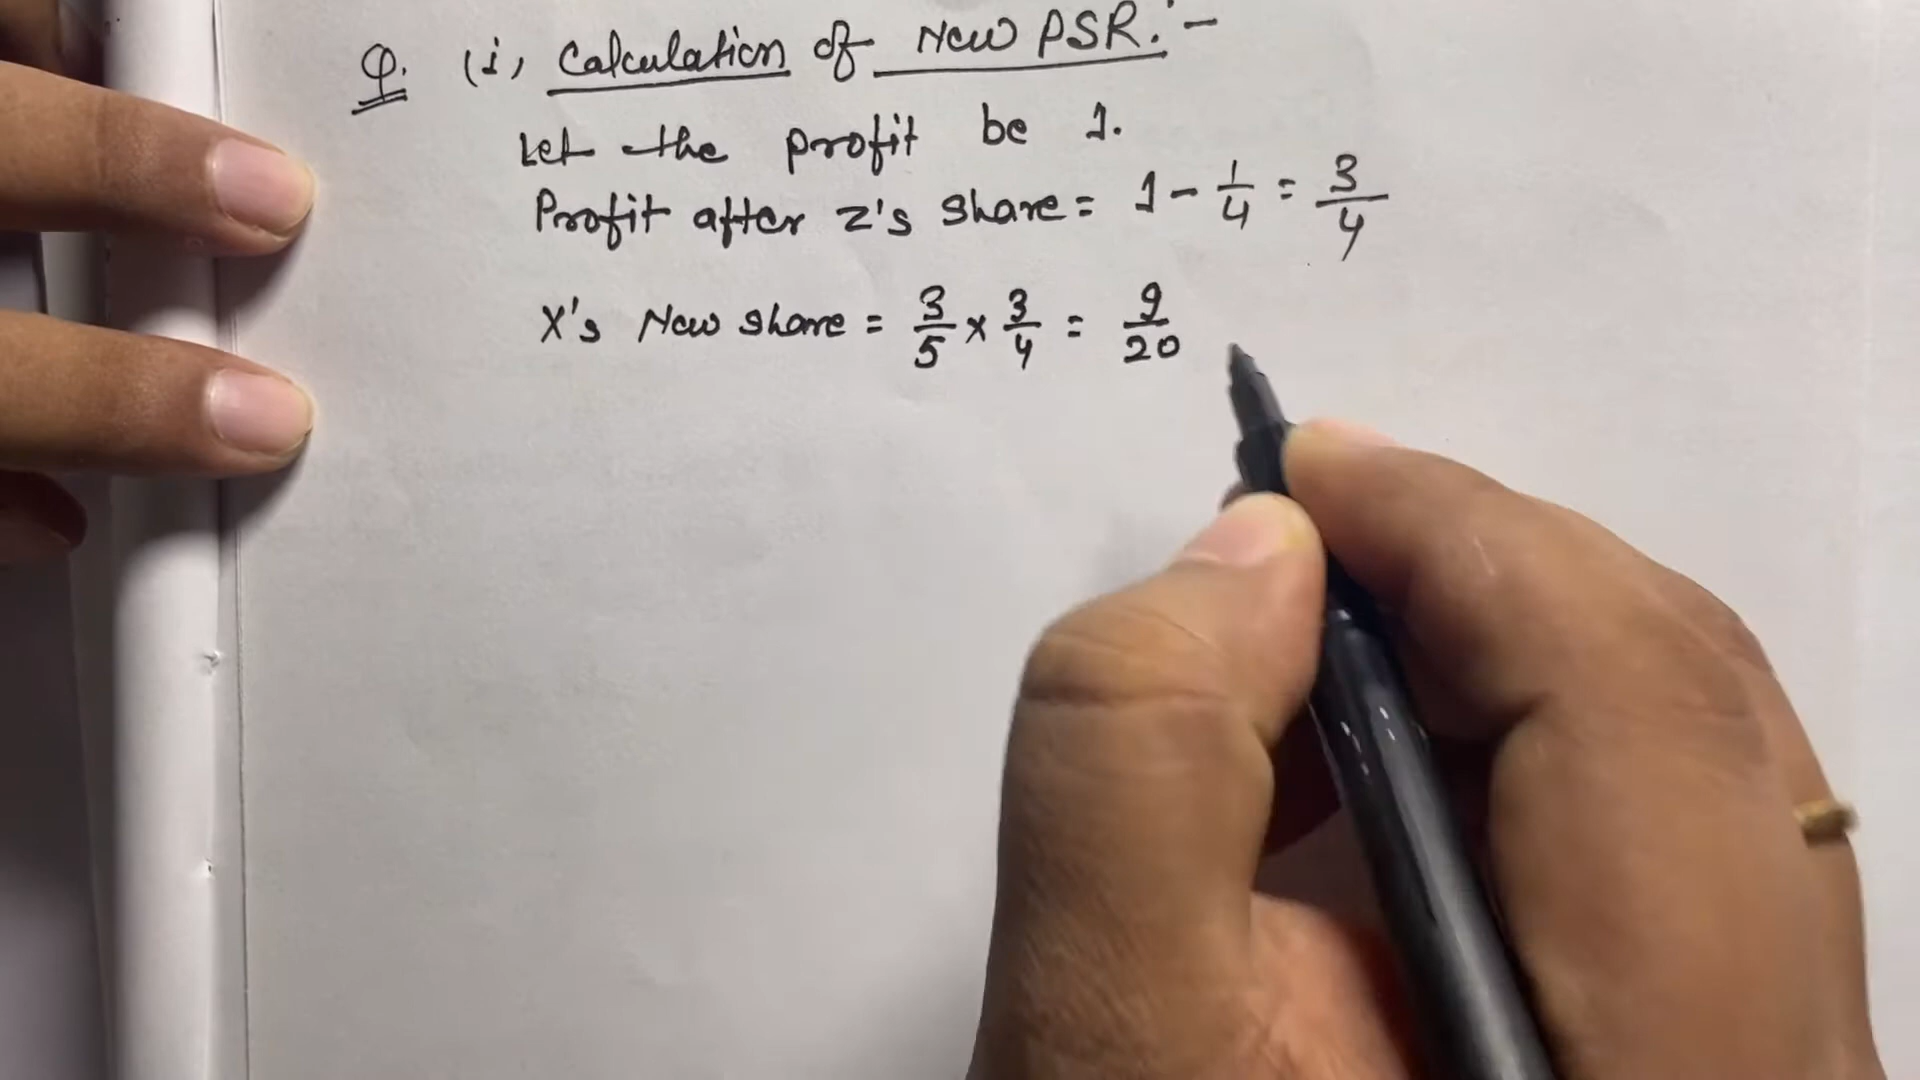 Q. (i) Calculation of New PSR:-
Let the profit be 1.
Profit after Z's share = 1 - 1/4 = 3/4
X's New share = 3/5 x 3/4 = 9/20